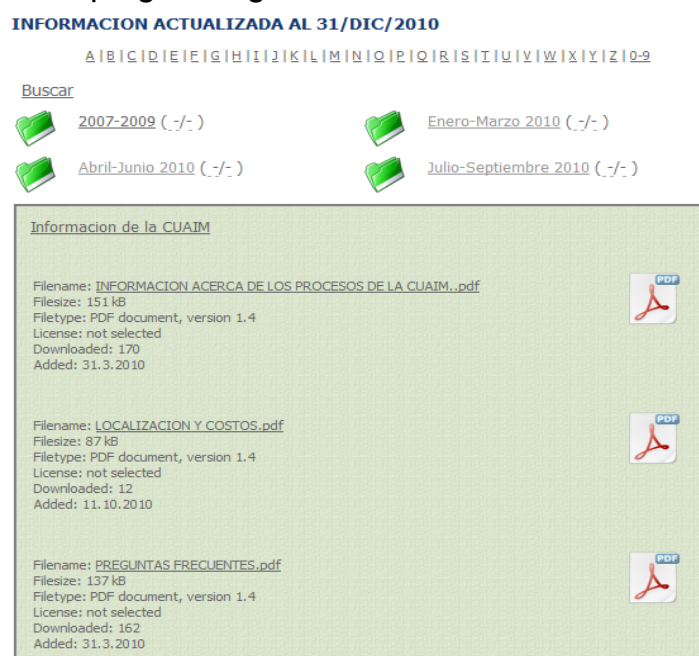 INFORMACION ACTUALIZADA AL 31/DIC/2010
A | B | C | D | E | F | G | H | I | J | K | L | M | N | O | P | Q | R | S | T | U | V | W | X | Y | Z | 0-9
Buscar
2007-2009 ( -/- )
Enero-Marzo 2010 ( -/- )
Abril-Junio 2010 ( -/- )
Julio-Septiembre 2010 ( -/- )
Informacion de la CUAIM
Filename: INFORMACION ACERCA DE LOS PROCESOS DE LA CUAIM..pdf
PDF
Filesize: 151 kB
Filetype: PDF document, version 1.4
License: not selected
Downloaded: 170
Added: 31.3.2010
Filename: LOCALIZACION Y COSTOS.pdf
PDF
Filesize: 87 kB
Filetype: PDF document, version 1.4
License: not selected
Downloaded: 12
Added: 11.10.2010
Filename: PREGUNTAS FRECUENTES.pdf
PDF
Filesize: 137 kB
Filetype: PDF document, version 1.4
License: not selected
Downloaded: 162
Added: 31.3.2010